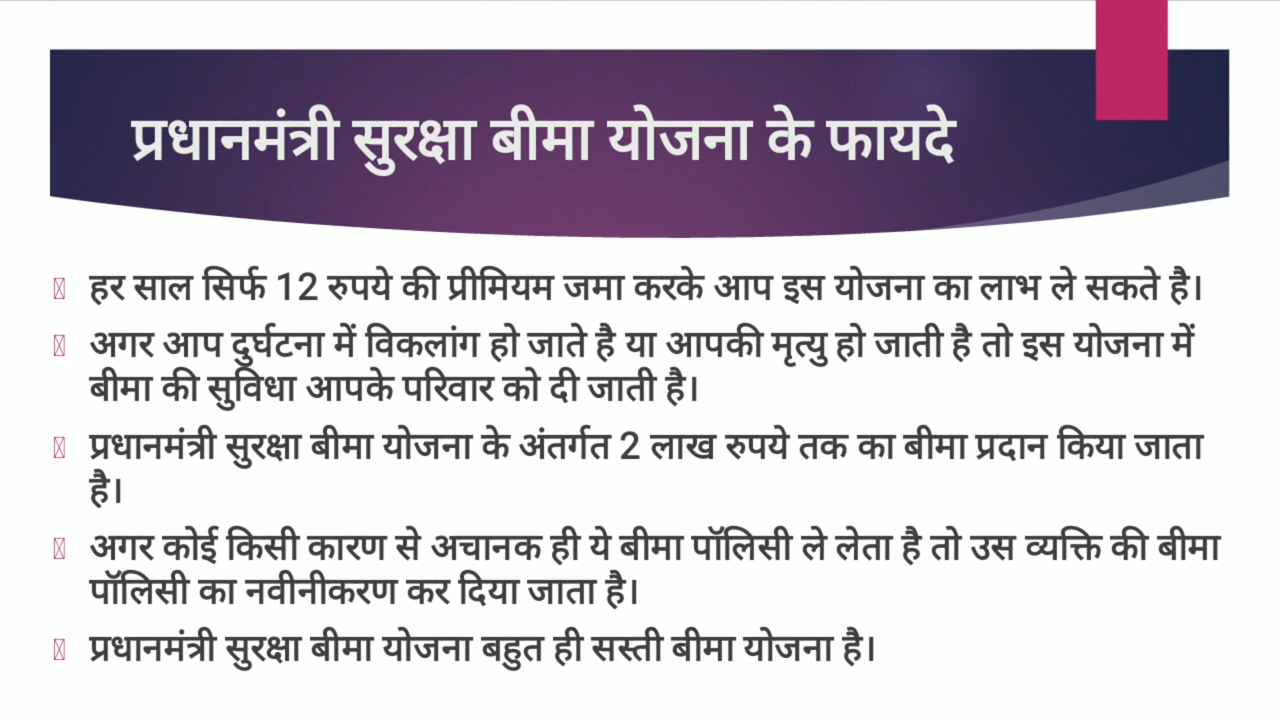 प्रधानमंत्री सुरक्षा बीमा योजना के फायदे
हर साल सिर्फ 12 रुपये की प्रीमियम जमा करके आप इस योजना का लाभ ले सकते है।
अगर आप दुर्घटना में विकलांग हो जाते है या आपकी मृत्यु हो जाती है तो इस योजना में
बीमा की सुविधा आपके परिवार को दी जाती है।
प्रधानमंत्री सुरक्षा बीमा योजना के अंतर्गत 2 लाख रुपये तक का बीमा प्रदान किया जाता
है।
अगर कोई किसी कारण से अचानक ही ये बीमा पॉलिसी ले लेता है तो उस व्यक्ति की बीमा
पॉलिसी का नवीनीकरण कर दिया जाता है।
प्रधानमंत्री सुरक्षा बीमा योजना बहुत ही सस्ती बीमा योजना है।